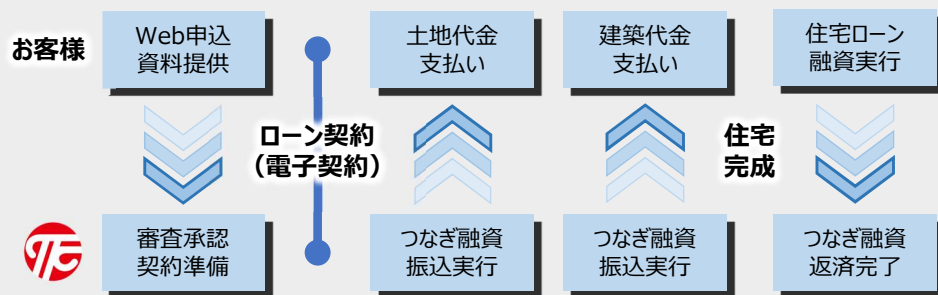 お客様
Web申込
資料提供
土地代金
支払い
建築代金
支払い
住宅ローン
融資実行
ローン契約
（電子契約）
住宅
完成
審査承認
契約準備
つなぎ融資
振込実行
つなぎ融資
振込実行
つなぎ融資
返済完了